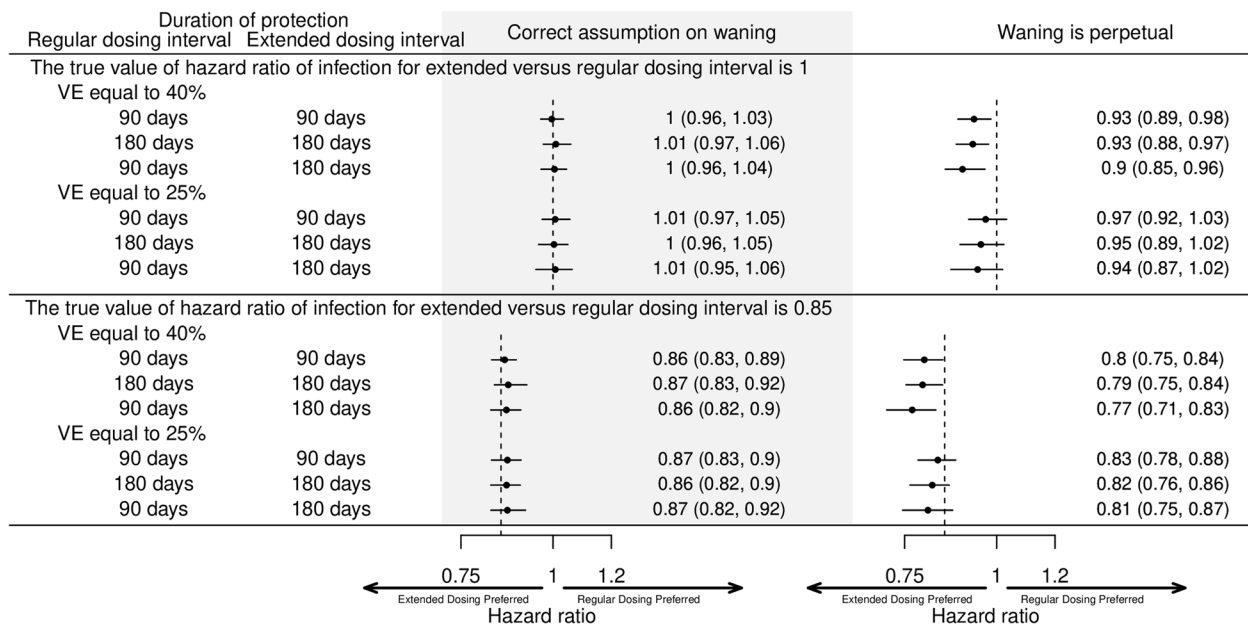 Duration of protection
Regular dosing interval Extended dosing interval Correct assumption on waning Waning is perpetual
The true value of hazard ratio of infection for extended versus regular dosing interval is 1
VE equal to 40%
90 days 90 days 1 (0.96, 1.03) 0.93 (0.89, 0.98)
180 days 180 days 1.01 (0.97, 1.06) 0.93 (0.88, 0.97)
90 days 180 days 1 (0.96, 1.04) 0.9 (0.85, 0.96)
VE equal to 25%
90 days 90 days 1.01 (0.97, 1.05) 0.97 (0.92, 1.03)
180 days 180 days 1 (0.96, 1.05) 0.95 (0.89, 1.02)
90 days 180 days 1.01 (0.95, 1.06) 0.94 (0.87, 1.02)
The true value of hazard ratio of infection for extended versus regular dosing interval is 0.85
VE equal to 40%
90 days 90 days 0.86 (0.83, 0.89) 0.8 (0.75, 0.84)
180 days 180 days 0.87 (0.83, 0.92) 0.79 (0.75, 0.84)
90 days 180 days 0.86 (0.82, 0.9) 0.77 (0.71, 0.83)
VE equal to 25%
90 days 90 days 0.87 (0.83, 0.9) 0.83 (0.78, 0.88)
180 days 180 days 0.86 (0.82, 0.9) 0.82 (0.76, 0.86)
90 days 180 days 0.87 (0.82, 0.92) 0.81 (0.75, 0.87)
0.75 1 1.2 0.75 1 1.2
Extended Dosing Preferred Regular Dosing Preferred Extended Dosing Preferred Regular Dosing Preferred
Hazard ratio Hazard ratio